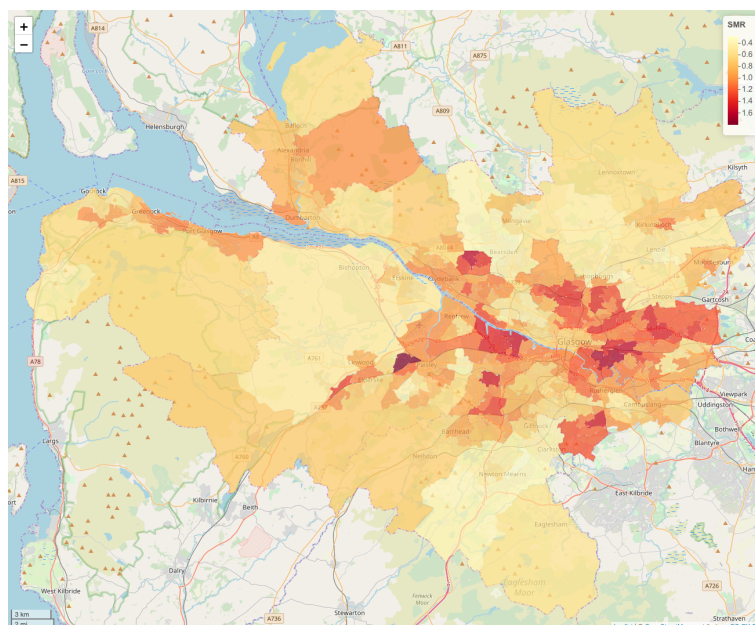 +
−
A814
A811
A875
SMR
0.4
0.6
0.8
1.0
1.2
1.4
1.6
A809
Helensburgh
Balloch
Alexandria
Bonhill
Lennoxtown
Kilsyth
A815
Gourock
Greenock
Port Glasgow
Dumbarton
Milngavie
Kirkintilloch
Lenzie
Bearsden
Bishopbriggs
Bishopton
Erskine
Clydebank
Stepps
Gartcosh
Renfrew
Glasgow
A78
A761
Linwood
Paisley
Johnstone
Rutherglen
Cambuslang
Viewpark
Uddingston
Bothwell
Blantyre
A737
Barrhead
Giffnock
Clarkston
Neilston
Newton Mearns
Largs
A760
Kilbirnie
Beith
East Kilbride
Eaglesham
Dalry
Eaglesham
Moor
Fenwick
Moor
A726
West Kilbride
A736
Stewarton
Strathaven
3 km
2 mi